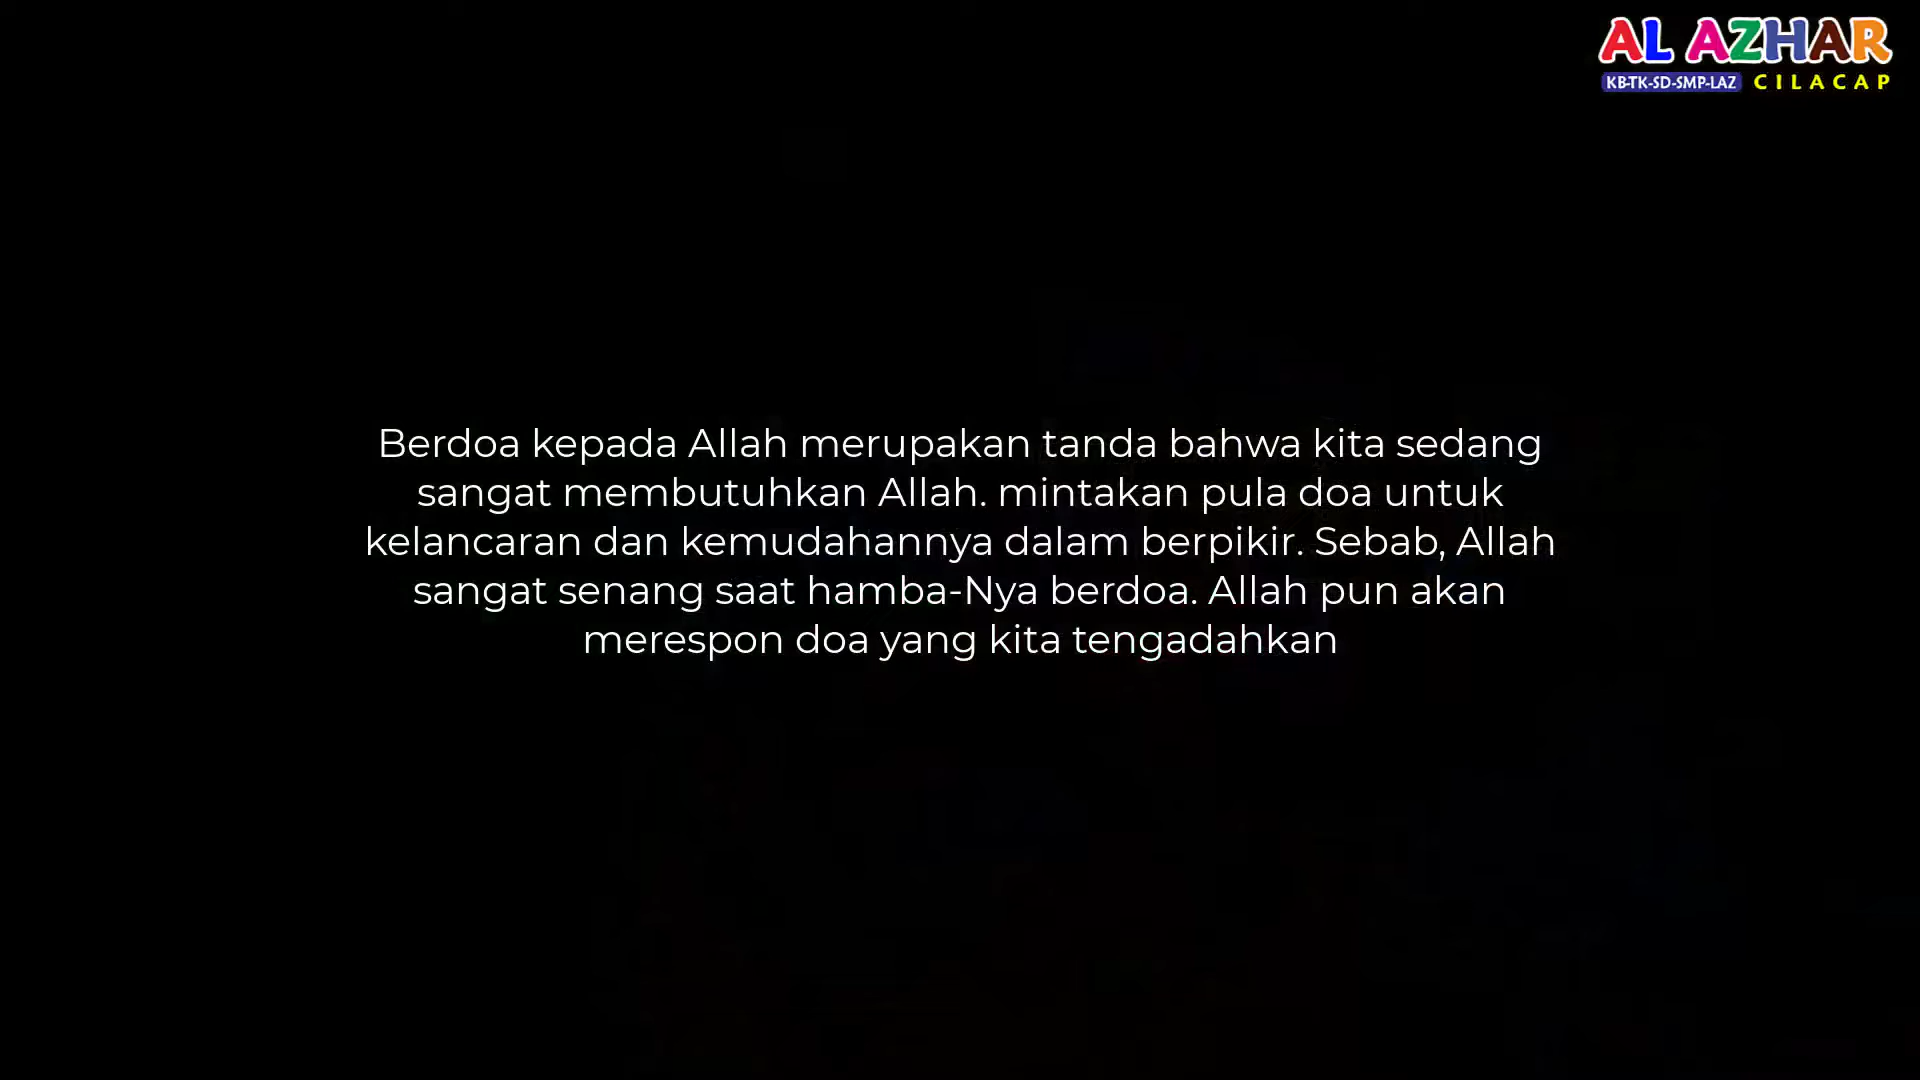 AL AZHAR
KB-TK-SD-SMP-LAZ CILACAP
Berdoa kepada Allah merupakan tanda bahwa kita sedang
sangat membutuhkan Allah. mintakan pula doa untuk
kelancaran dan kemudahannya dalam berpikir. Sebab, Allah
sangat senang saat hamba-Nya berdoa. Allah pun akan
merespon doa yang kita tengadahkan